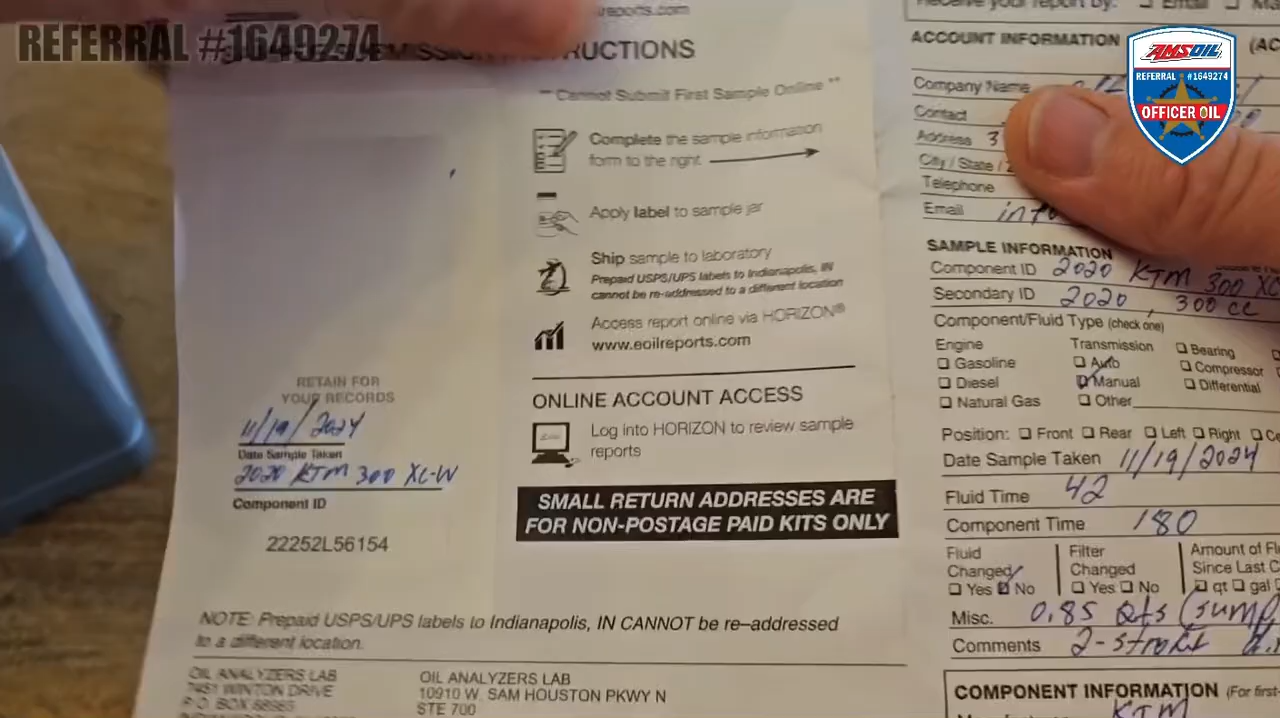 REFERRAL #1649274
AMSOIL
REFERRAL #1649274
OFFICER OIL
reports.com
INSTRUCTIONS
** Cannot Submit First Sample Online **
Complete the sample information
form to the right
Apply label to sample jar
Ship sample to laboratory
Prepaid USPS/UPS labels to Indianapolis, IN
cannot be re-addressed to a different location
Access report online via HORIZON®
www.eoilreports.com
ONLINE ACCOUNT ACCESS
Log into HORIZON to review sample
reports
SMALL RETURN ADDRESSES ARE
FOR NON-POSTAGE PAID KITS ONLY
RETAIN FOR
YOUR RECORDS
11/19/2024
Date Sample Taken
2020 KTM 300 XC-W
Component ID
22252L56154
NOTE: Prepaid USPS/UPS labels to Indianapolis, IN CANNOT be re-addressed
to a different location.
OIL ANALYZERS LAB
7451 WINTON DRIVE
OIL ANALYZERS LAB
10910 W. SAM HOUSTON PKWY N
STE 700
Receive your report by: Email
ACCOUNT INFORMATION
Company Name
Contact
Address 3
City / State /
Telephone
Email info
SAMPLE INFORMATION
Component ID 2020 KTM 300 XC
Secondary ID 2020, 300cc
Component/Fluid Type (check one)
Engine Transmission Bearing
Gasoline Auto Compressor
Diesel Manual Differential
Natural Gas Other
Position: Front Rear Left Right
Date Sample Taken 11/19/2024
Fluid Time 42
Component Time 180
Fluid Filter Amount of
Changed Changed Since Last
Yes No Yes No qt gal
Misc. 0.85 Qts (sump
Comments 2-stroke
COMPONENT INFORMATION (For first-
KTM